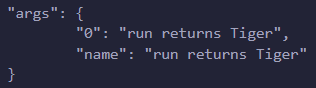 "args": {
"0": "run returns Tiger",
"name": "run returns Tiger"
}